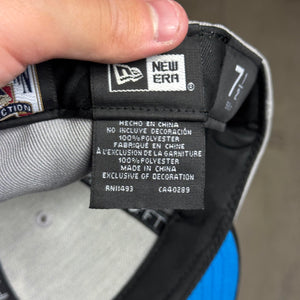 NEW ERA
®
HECHO EN CHINA
NO INCLUYE DECORACIÓN
100%POLYESTER
FABRIQUÉ EN CHINE
À L'EXCLUSION DE LA GARNITURE
100%POLYESTER
MADE IN CHINA
EXCLUSIVE OF DECORATION
RN11493 CA40289